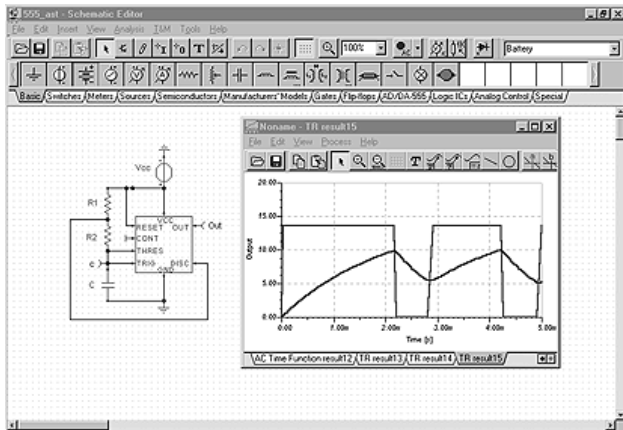 555_ast - Schematic Editor
File Edit Insert View Analysis T&M Tools Help
100% Battery
Basic Switches Meters Sources Semiconductors Manufacturers' Models Gates Flip-flops AD/DA-555 Logic ICs Analog Control Special
Noname - TR result15
File Edit View Process Help
T
Vcc
R1
R2
c
C
VCC
RESET OUT
CONT
THRES
TRIG DISC
GND
Out
20.00
15.00
10.00
5.00
0.00
Output
0.00 1.00m 2.00m 3.00m 4.00m 5.00m
Time [s]
AC Time Function result12 TR result13 TR result14 TR result15